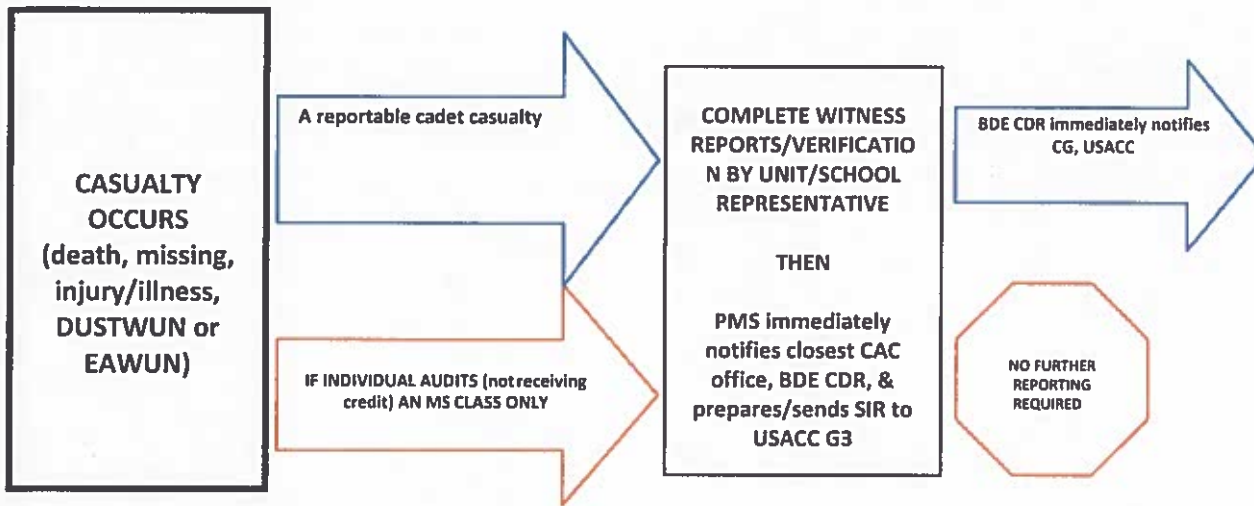 CASUALTY
OCCURS
(death, missing,
injury/illness,
DUSTWUN or
EAWUN)
A reportable cadet casualty
IF INDIVIDUAL AUDITS (not receiving
credit) AN MS CLASS ONLY
COMPLETE WITNESS
REPORTS/VERIFICATIO
N BY UNIT/SCHOOL
REPRESENTATIVE
THEN
PMS immediately
notifies closest CAC
office, BDE CDR, &
prepares/sends SIR to
USACC G3
BDE CDR immediately notifies
CG, USACC
NO FURTHER
REPORTING
REQUIRED